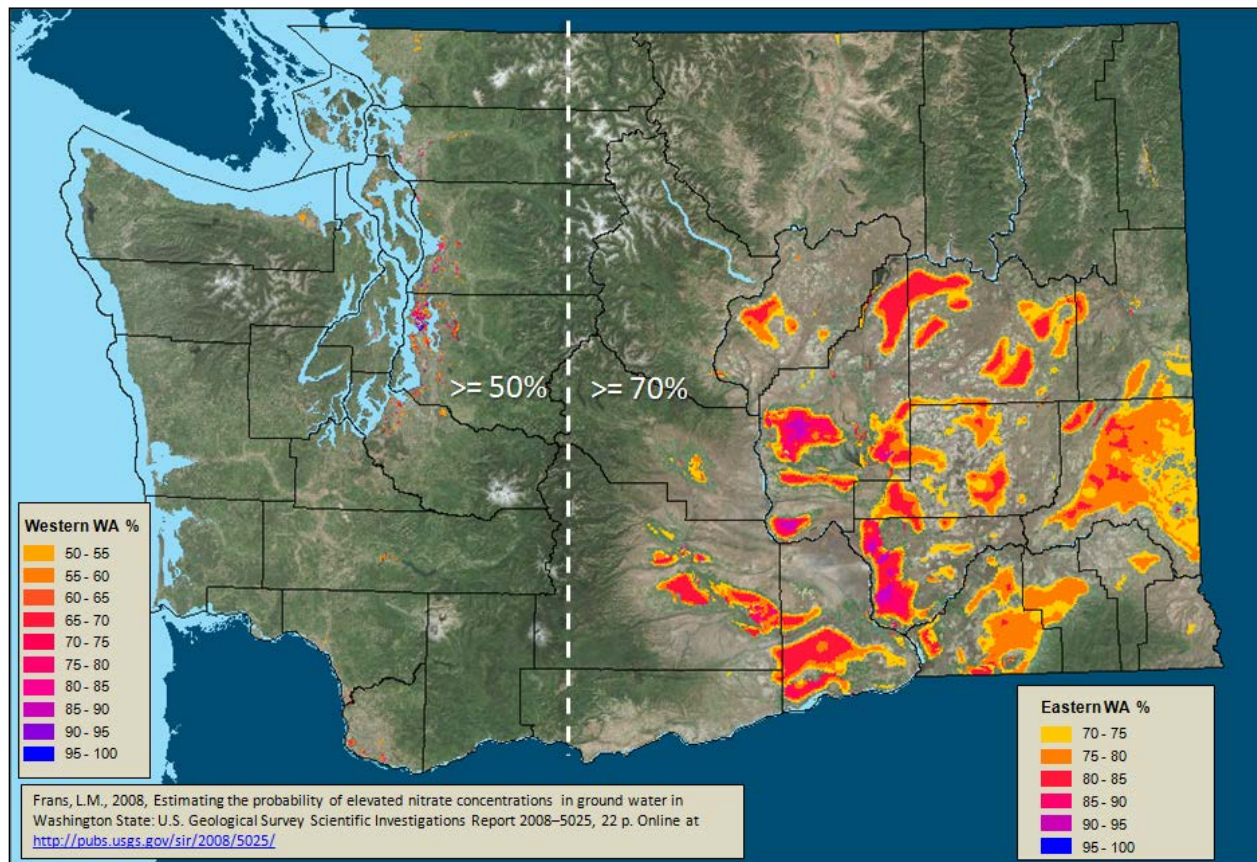 >= 50%
>= 70%
Western WA %
50 - 55
55 - 60
60 - 65
65 - 70
70 - 75
75 - 80
80 - 85
85 - 90
90 - 95
95 - 100
Eastern WA %
70 - 75
75 - 80
80 - 85
85 - 90
90 - 95
95 - 100
Frans, L.M., 2008, Estimating the probability of elevated nitrate concentrations in ground water in
Washington State: U.S. Geological Survey Scientific Investigations Report 2008–5025, 22 p. Online at
http://pubs.usgs.gov/sir/2008/5025/